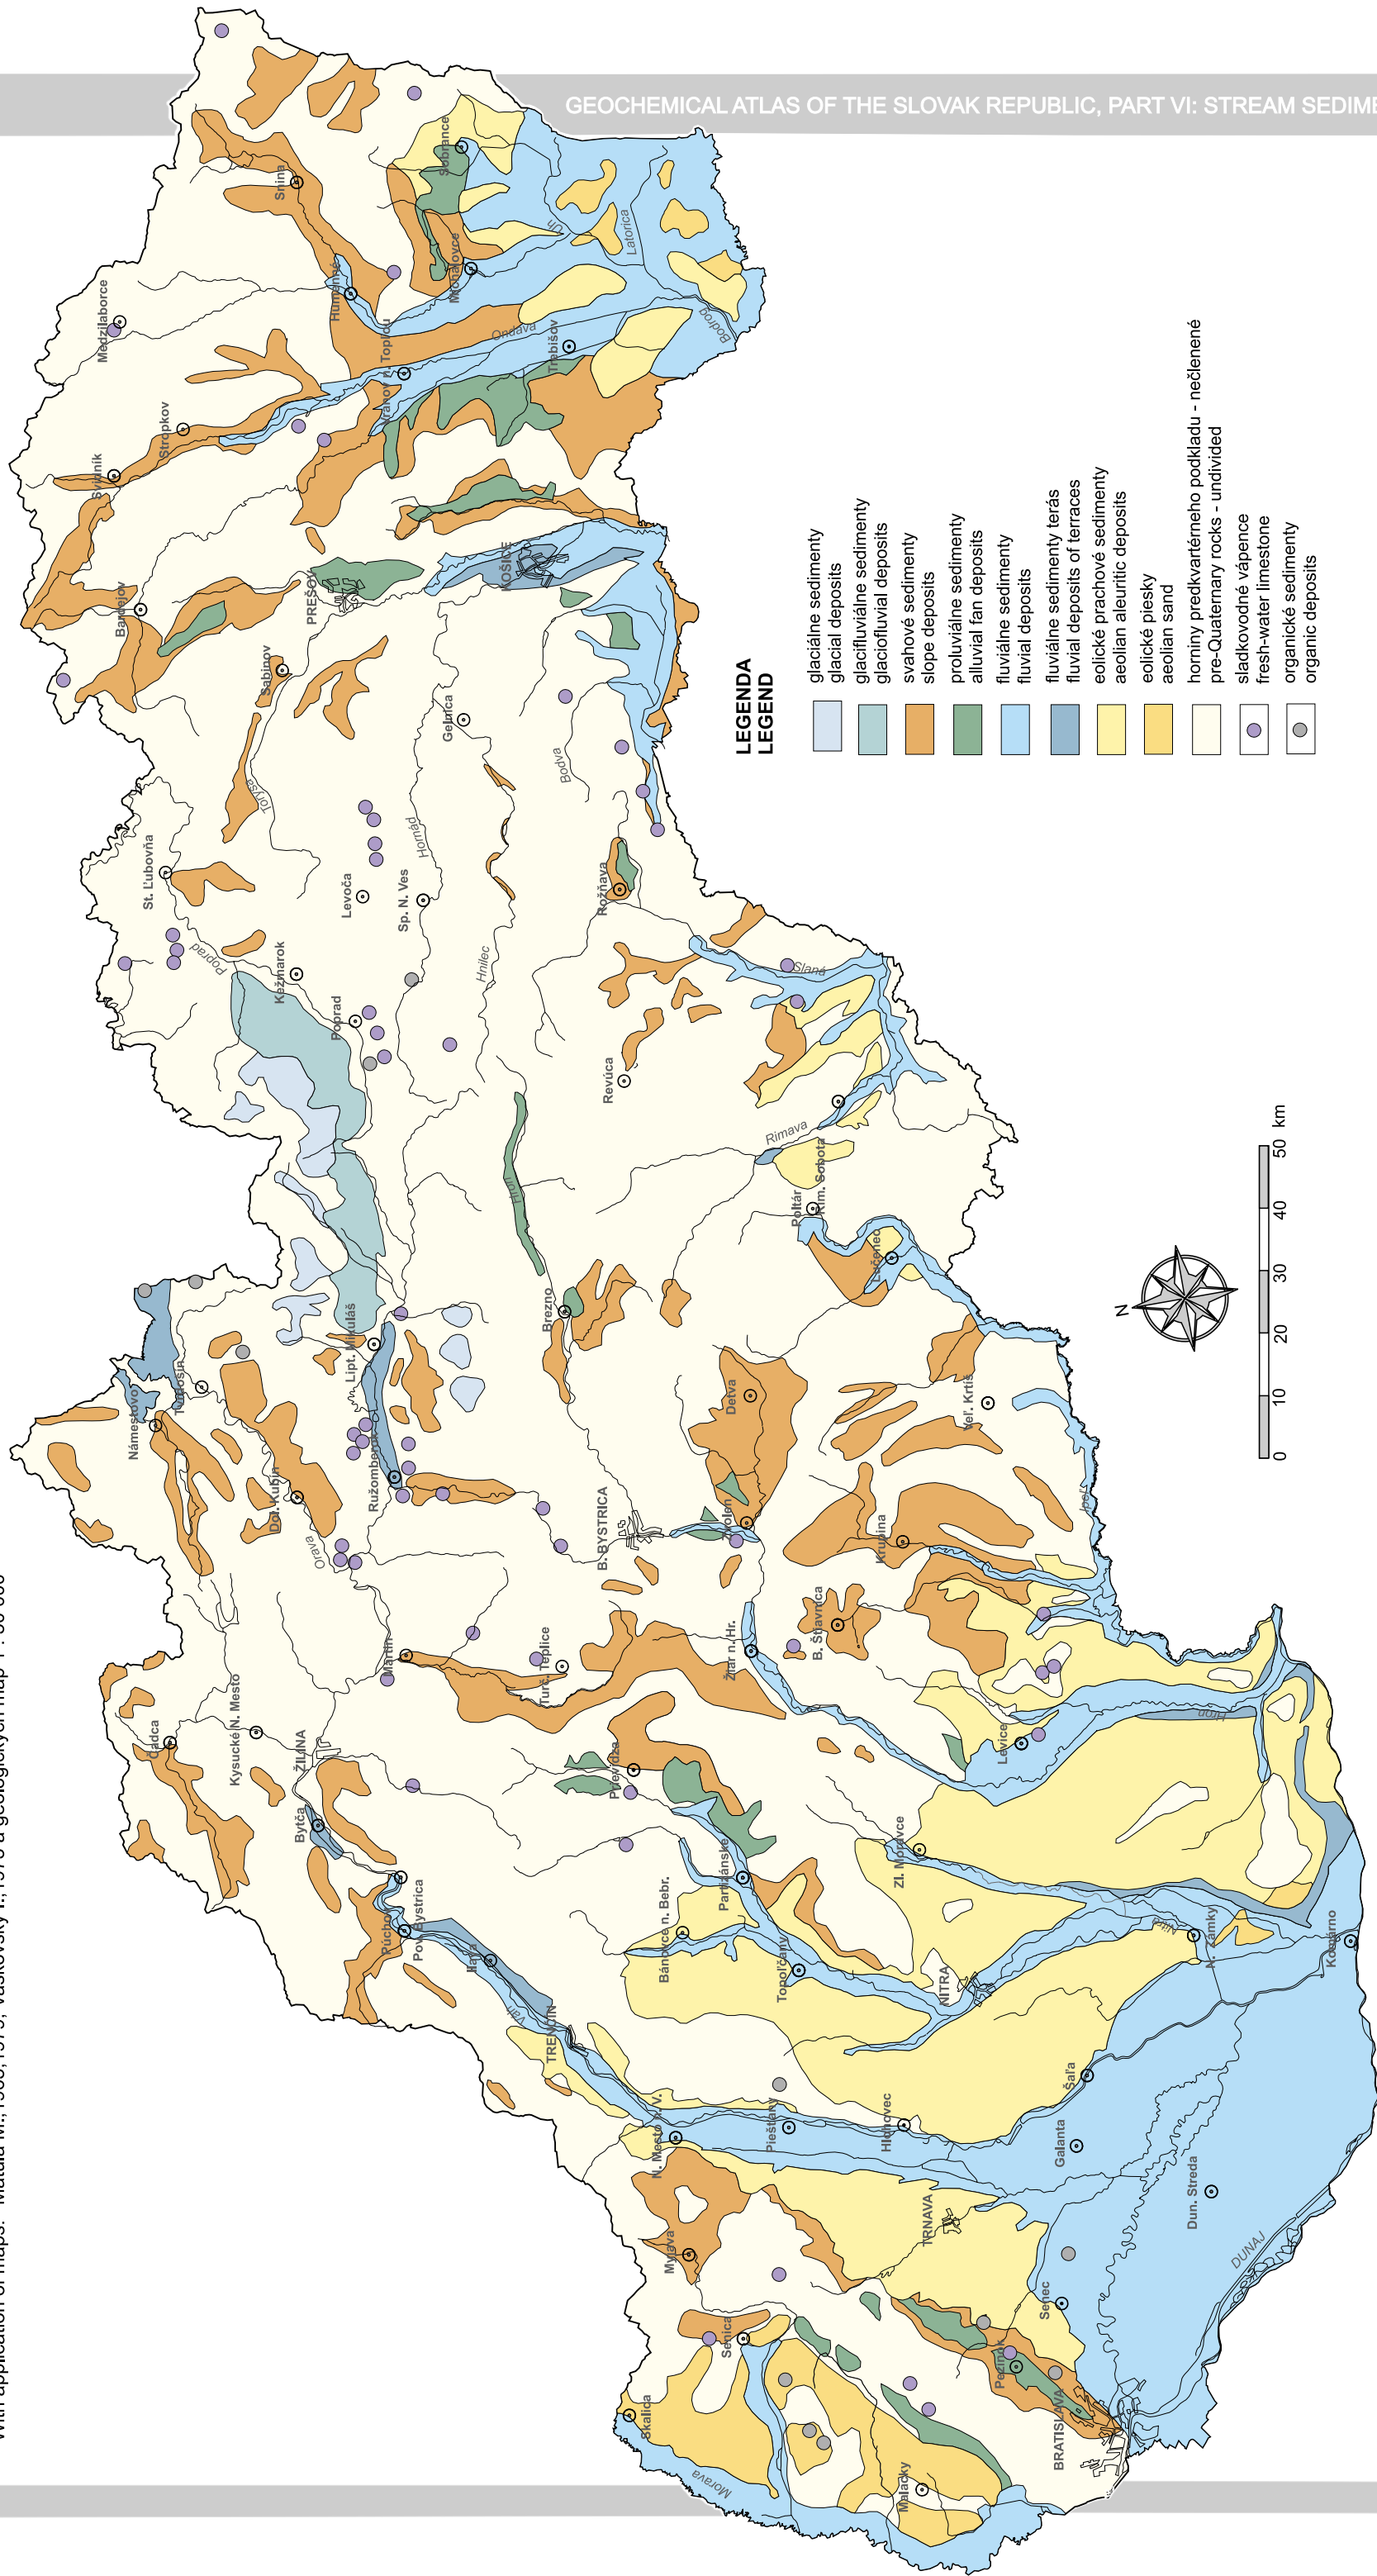 GEOCHEMICAL ATLAS OF THE SLOVAK REPUBLIC, PART VI: STREAM SEDIME
Skalica
Morava
Malacky
Senica
Myjava
BRATISLAVA
Pezinok
Senec
TRNAVA
DUNAJ
Dun. Streda
Galanta
Šaľa
Hlohovec
Piešťany
N. Mesto n. V.
TRENČÍN
Váh
Ilava
Púchov
Pov. Bystrica
Bytča
ŽILINA
Kysucké N. Mesto
Čadca
Bánovce n. Bebr.
Partizánske
Topoľčany
NITRA
Nitra
N. Zámky
Komárno
Zl. Moravce
Prievidza
Levice
Hron
Martin
Turč. Teplice
Žiar n. Hr.
B. Štiavnica
Krupina
Zvolen
B. BYSTRICA
Ipeľ
Orava
Dol. Kubín
Ružomberok
Námestovo
Tvrdošín
Lipt. Mikuláš
Brezno
Detva
Veľ. Krtíš
Lučenec
Poltár
Rim. Sobota
Rimava
Hron
Revúca
Poprad
Kežmarok
Poprad
St. Ľubovňa
Levoča
Sp. N. Ves
Hnilec
Hornád
Slaná
Rožňava
Bodva
Gelnica
Torysa
Sabinov
PREŠOV
Bardejov
KOŠICE
Svidník
Stropkov
Medzilaborce
Humenné
Snina
Vranov n. Topľou
Ondava
Trebišov
Michalovce
Sobrance
Uh
Latorica
Bodrog
LEGENDA
LEGEND
glaciálne sedimenty
glacial deposits
glacifluviálne sedimenty
glaciofluvial deposits
svahové sedimenty
slope deposits
proluviálne sedimenty
alluvial fan deposits
fluviálne sedimenty
fluvial deposits
fluviálne sedimenty terás
fluvial deposits of terraces
eolické prachové sedimenty
aeolian aleuritic deposits
eolické piesky
aeolian sand
horniny predkvartérneho podkladu - nečlenené
pre-Quaternary rocks - undivided
sladkovodné vápence
fresh-water limestone
organické sedimenty
organic deposits
N
0 10 20 30 40 50 km